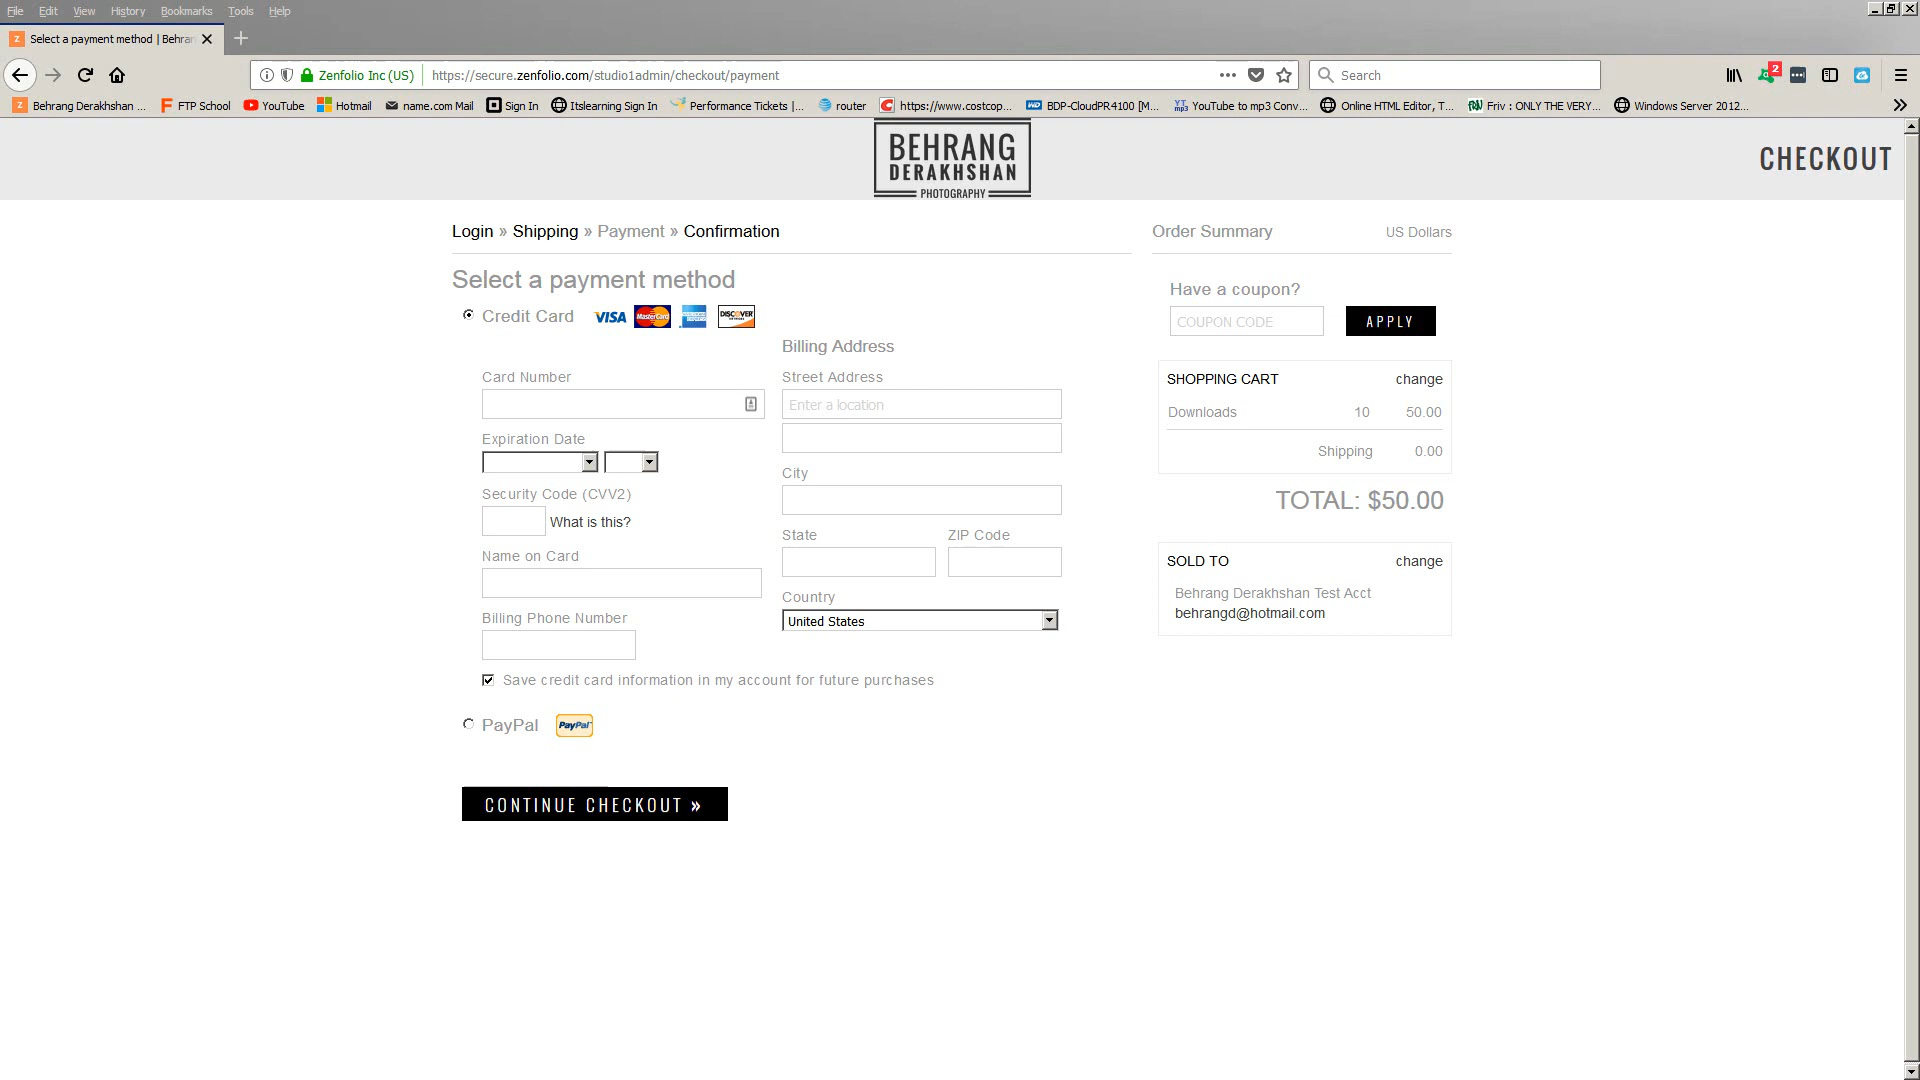 File Edit View History Bookmarks Tools Help
Select a payment method | Behra
Zenfolio Inc (US) https://secure.zenfolio.com/studio1admin/checkout/payment
Search
2
Behrang Derakhshan ... FTP School YouTube Hotmail name.com Mail Sign In Itslearning Sign In Performance Tickets |... router https://www.costcop... BDP-CloudPR4100 [M... YouTube to mp3 Conv... Online HTML Editor, T... Friv : ONLY THE VERY... Windows Server 2012...
BEHRANG
DERAKHSHAN
PHOTOGRAPHY
CHECKOUT
Login » Shipping » Payment » Confirmation
Select a payment method
Credit Card VISA MasterCard DISCOVER
Card Number
Expiration Date
Security Code (CVV2)
What is this?
Name on Card
Billing Phone Number
Billing Address
Street Address
Enter a location
City
State ZIP Code
Country
United States
Save credit card information in my account for future purchases
PayPal PayPal
CONTINUE CHECKOUT »
Order Summary US Dollars
Have a coupon?
COUPON CODE APPLY
SHOPPING CART change
Downloads 10 50.00
Shipping 0.00
TOTAL: $50.00
SOLD TO change
Behrang Derakhshan Test Acct
behrangd@hotmail.com